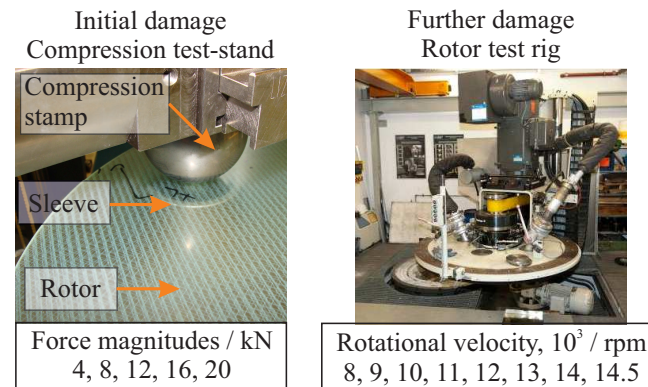 Initial damage
Compression test-stand
Compression
stamp
Sleeve
Rotor
Force magnitudes / kN
4, 8, 12, 16, 20
Further damage
Rotor test rig
Rotational velocity, 10³ / rpm
8, 9, 10, 11, 12, 13, 14, 14.5